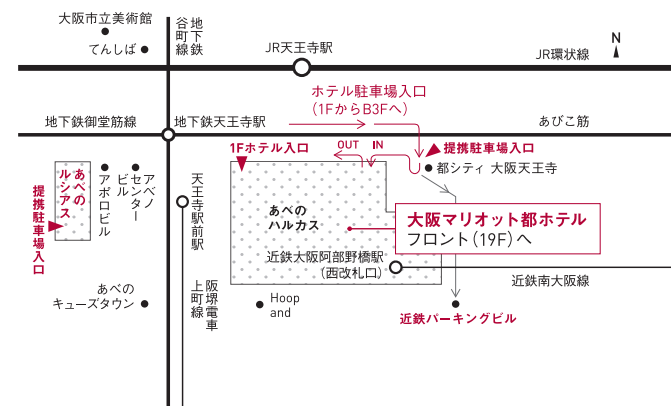 大阪市立美術館
てんしば
地下鉄
谷町線
JR天王寺駅
N
JR環状線
ホテル駐車場入口
(1FからB3Fへ)
地下鉄御堂筋線
地下鉄天王寺駅
あびこ筋
1Fホテル入口
OUT
IN
提携駐車場入口
都シティ 大阪天王寺
あべの
ルシアス
提携駐車場入口
アポロビル
アベノ
センター
ビル
天王寺駅前駅
あべの
ハルカス
大阪マリオット都ホテル
フロント(19F)へ
近鉄大阪阿部野橋駅
(西改札口)
近鉄南大阪線
あべの
キューズタウン
阪堺電車
上町線
Hoop
and
近鉄パーキングビル